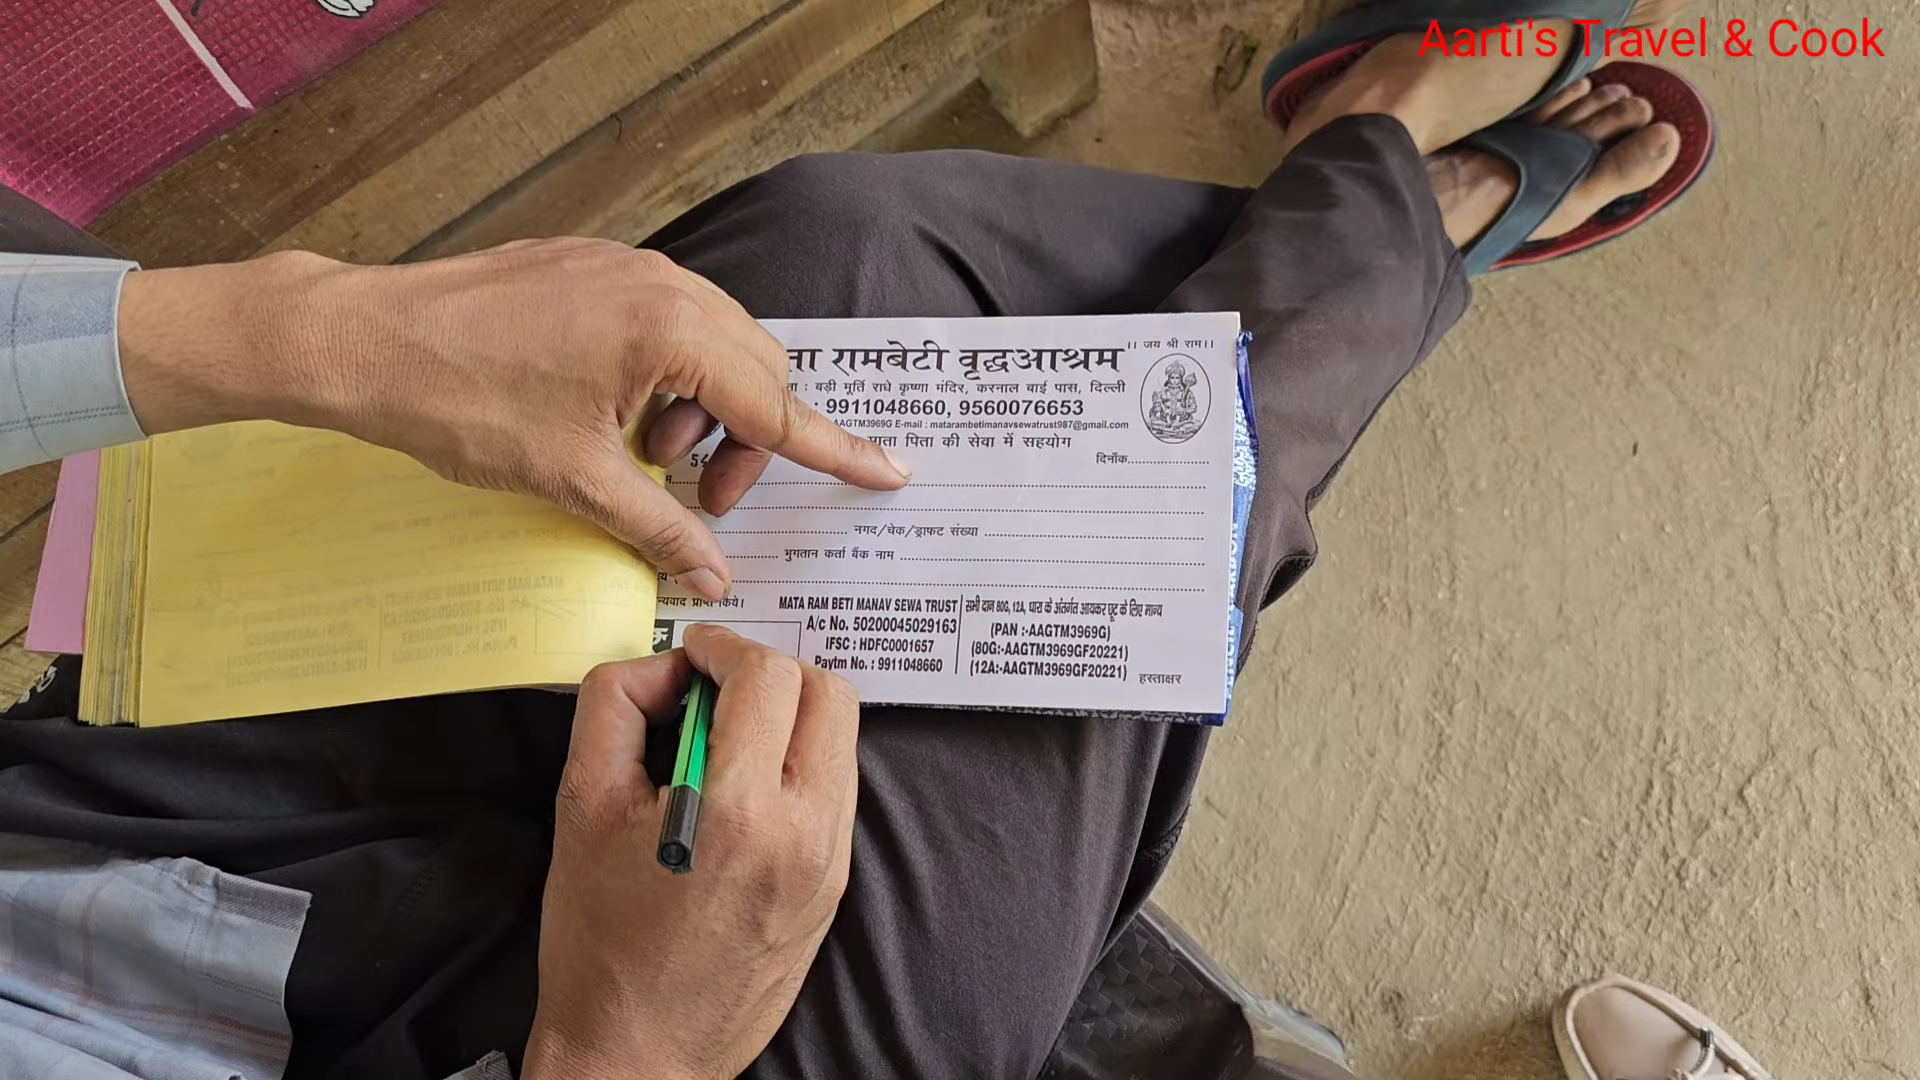 Aarti's Travel & Cook
।। जय श्री राम।।
रामबेटी वृद्धआश्रम
: बड़ी मूर्ति राधे कृष्णा मंदिर, करनाल बाई पास, दिल्ली
: 9911048660, 9560076653
AAGTM3969G E-mail : matarambetimanavsewatrust987@gmail.com
माता पिता की सेवा में सहयोग
दिनाँक
नगद/चेक/ड्राफट संख्या
भुगतान कर्ता बैंक नाम
प्राप्त किये।
MATA RAM BETI MANAV SEWA TRUST
A/c No. 50200045029163
IFSC : HDFC0001657
Paytm No. : 9911048660
सभी दान 80G, 12A, धारा के अंतर्गत आयकर छूट के लिए मान्य
(PAN :-AAGTM3969G)
(80G:-AAGTM3969GF20221)
(12A:-AAGTM3969GF20221)
हस्ताक्षर